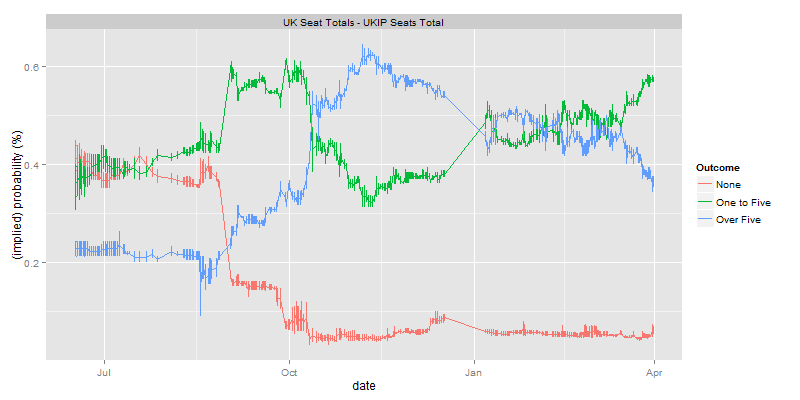 UK Seat Totals - UKIP Seats Total
(implied) probability (%)
0.6
0.4
0.2
Jul
Oct
Jan
Apr
date
Outcome
None
One to Five
Over Five